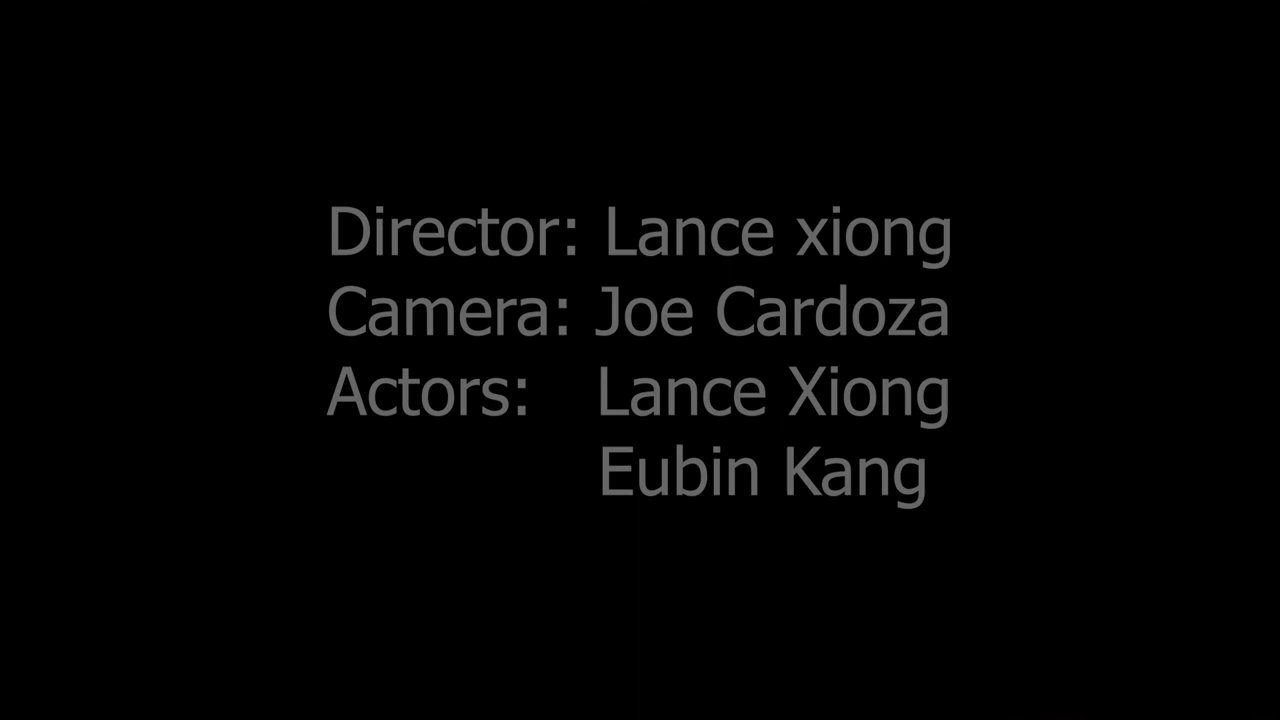 Director: Lance xiong
Camera: Joe Cardoza
Actors: Lance Xiong
Eubin Kang